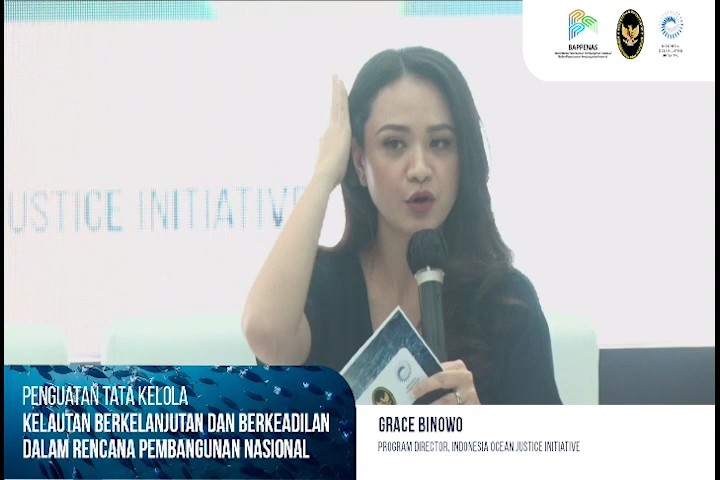 BAPPENAS
USTICE INITIATIVE
PENGUATAN TATA KELOLA
KELAUTAN BERKELANJUTAN DAN BERKEADILAN
DALAM RENCANA PEMBANGUNAN NASIONAL
GRACE BINOWO
PROGRAM DIRECTOR, INDONESIA OCEAN JUSTICE INITIATIVE